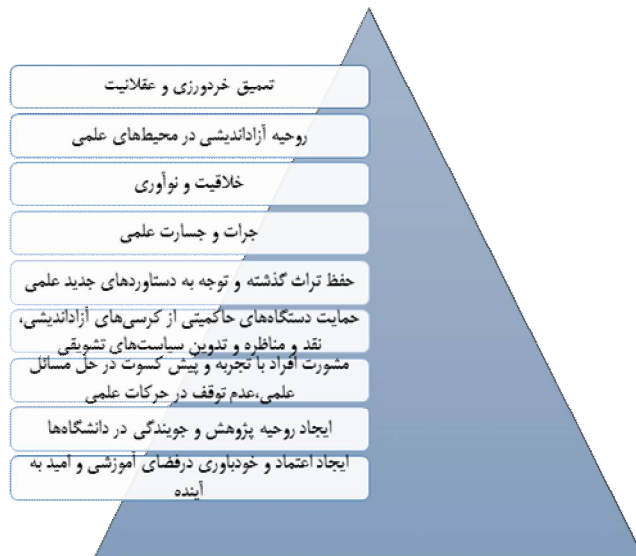 تعمیق خردورزی و عقلانیت
روحیه آزاداندیشی در محیط‌های علمی
خلاقیت و نوآوری
جرات و جسارت علمی
حفظ تراث گذشته و توجه به دستاوردهای جدید علمی
حمایت دستگاه‌های حاکمیتی از کرسی‌های آزاداندیشی،
نقد و مناظره و تدوین سیاست‌های تشویقی
مشورت افراد با تجربه و پیش کسوت در حل مسائل
علمی،عدم توقف در حرکات علمی
ایجاد روحیه پژوهش و جویندگی در دانشگاه‌ها
ایجاد اعتماد و خودباوری درفضای آموزشی و امید به
آینده